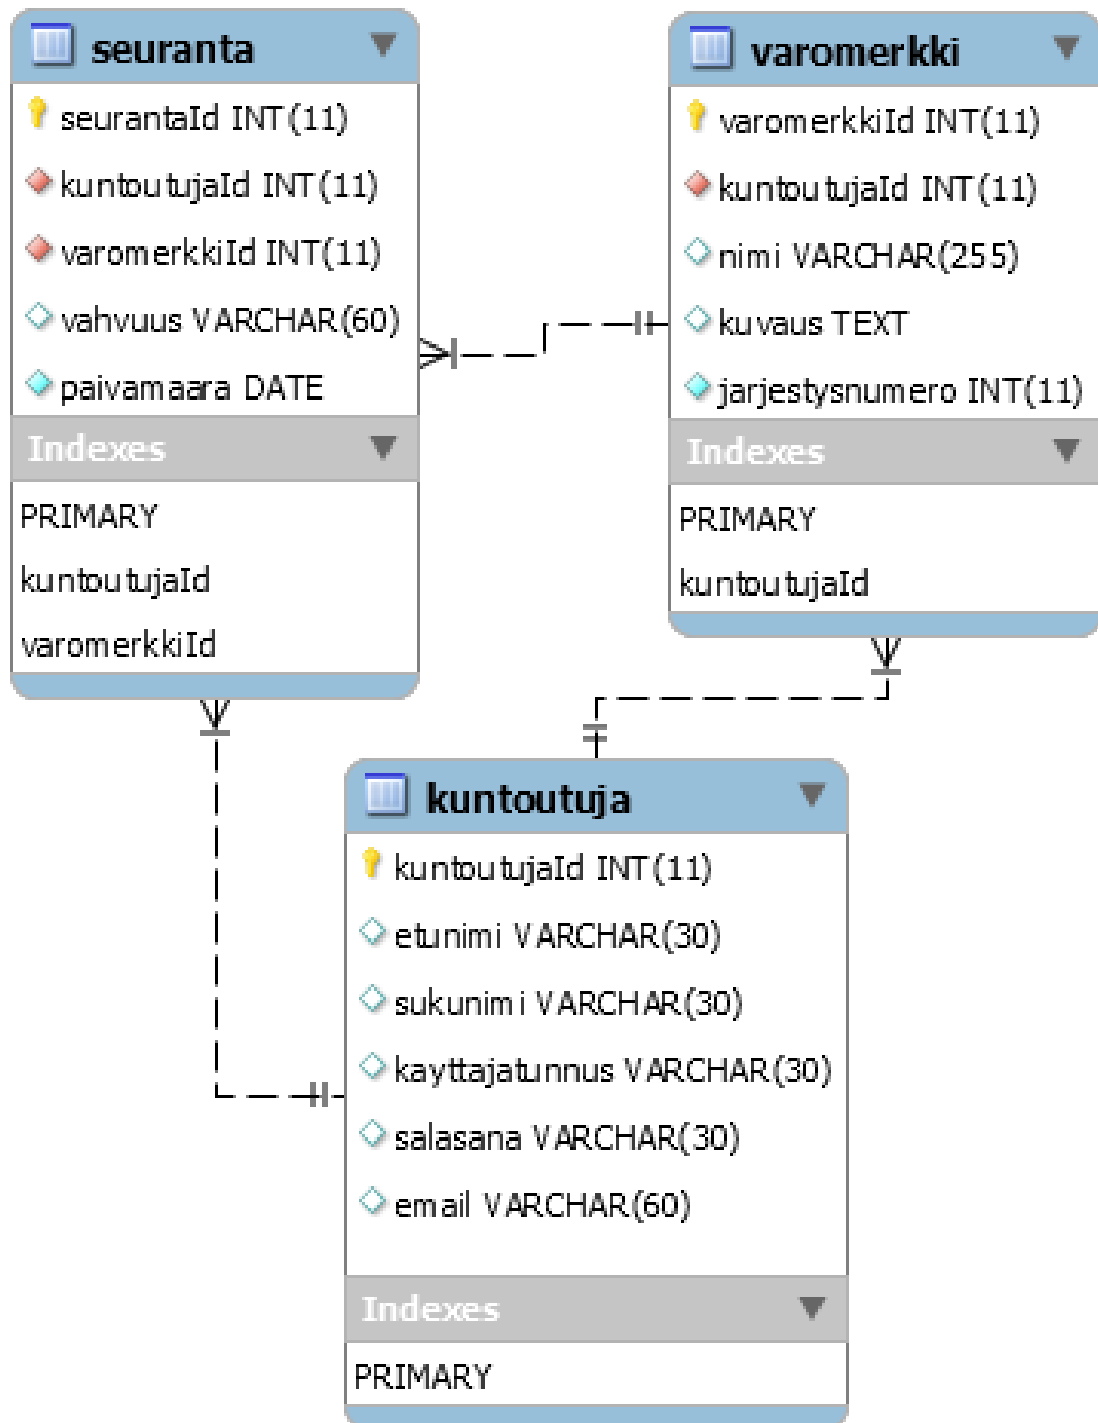 seuranta
seurantaId INT(11)
kuntoutujaId INT(11)
varomerkkiId INT(11)
vahvuus VARCHAR(60)
paivamaara DATE
Indexes
PRIMARY
kuntoutujaId
varomerkkiId
varomerkki
varomerkkiId INT(11)
kuntoutujaId INT(11)
nimi VARCHAR(255)
kuvaus TEXT
jarjestysnumero INT(11)
Indexes
PRIMARY
kuntoutujaId
kuntoutuja
kuntoutujaId INT(11)
etunimi VARCHAR(30)
sukunimi VARCHAR(30)
kayttajatunnus VARCHAR(30)
salasana VARCHAR(30)
email VARCHAR(60)
Indexes
PRIMARY